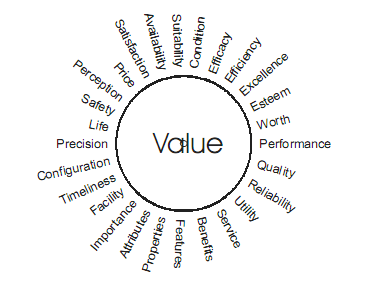 Value
Suitability
Condition
Efficacy
Efficiency
Excellence
Esteem
Worth
Performance
Quality
Reliability
Utility
Service
Benefits
Features
Properties
Attributes
Importance
Facility
Timeliness
Configuration
Precision
Life
Safety
Perception
Price
Satisfaction
Availability